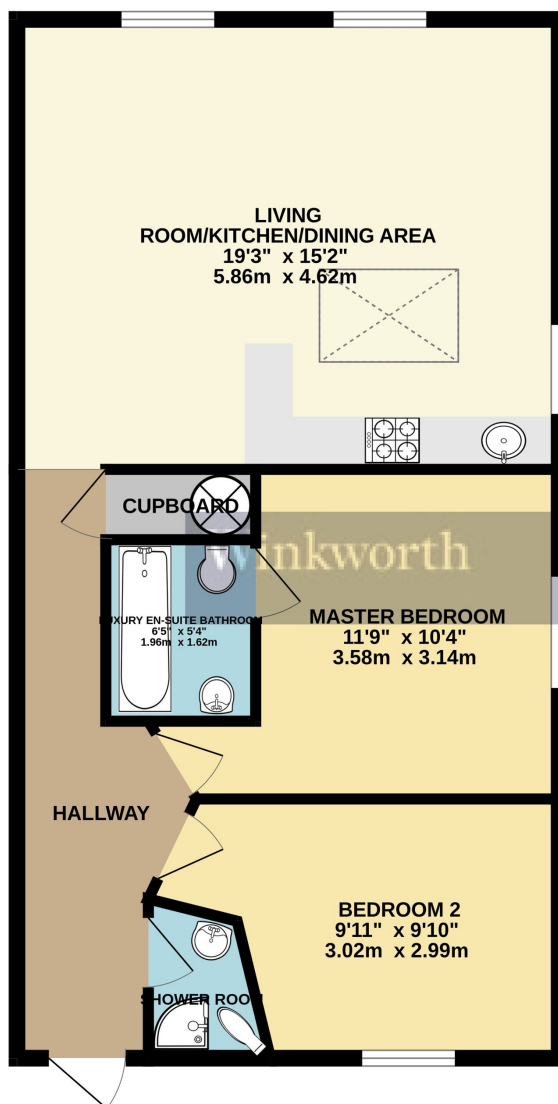 LIVING
ROOM/KITCHEN/DINING AREA
19'3" x 15'2"
5.86m x 4.62m
CUPBOARD
Winkworth
LUXURY EN-SUITE BATHROOM
6'5" x 5'4"
1.96m x 1.62m
MASTER BEDROOM
11'9" x 10'4"
3.58m x 3.14m
HALLWAY
BEDROOM 2
9'11" x 9'10"
3.02m x 2.99m
SHOWER ROOM